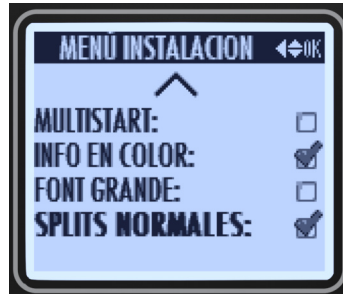 MENÚ INSTALACION OK
MULTISTART:
INFO EN COLOR:
FONT GRANDE:
SPLITS NORMALES: